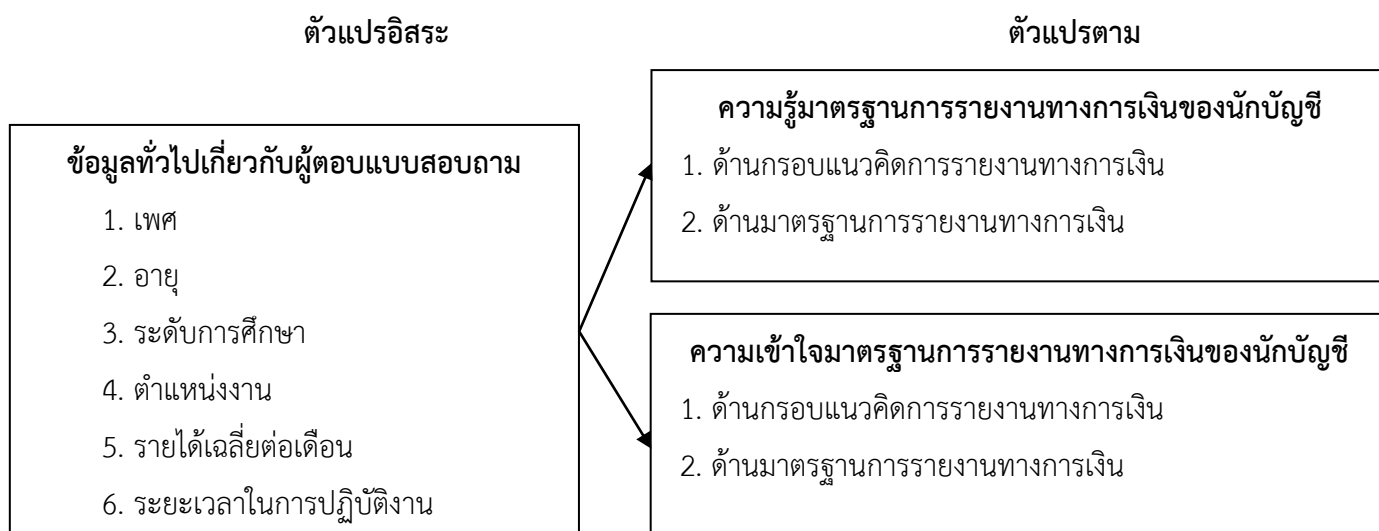 ตัวแปรอิสระ
ตัวแปรตาม
ข้อมูลทั่วไปเกี่ยวกับผู้ตอบแบบสอบถาม
1. เพศ
2. อายุ
3. ระดับการศึกษา
4. ตำแหน่งงาน
5. รายได้เฉลี่ยต่อเดือน
6. ระยะเวลาในการปฏิบัติงาน
ความรู้มาตรฐานการรายงานทางการเงินของนักบัญชี
1. ด้านกรอบแนวคิดการรายงานทางการเงิน
2. ด้านมาตรฐานการรายงานทางการเงิน
ความเข้าใจมาตรฐานการรายงานทางการเงินของนักบัญชี
1. ด้านกรอบแนวคิดการรายงานทางการเงิน
2. ด้านมาตรฐานการรายงานทางการเงิน